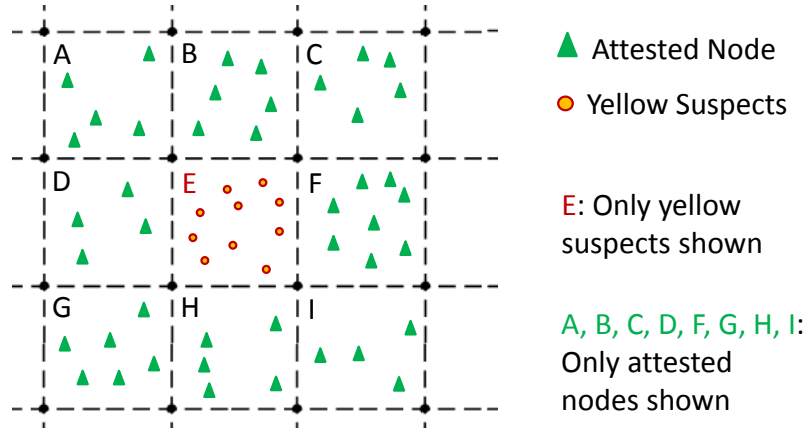 A B C
Attested Node
Yellow Suspects
D E F
E: Only yellow
suspects shown
G H I
A, B, C, D, F, G, H, I:
Only attested
nodes shown